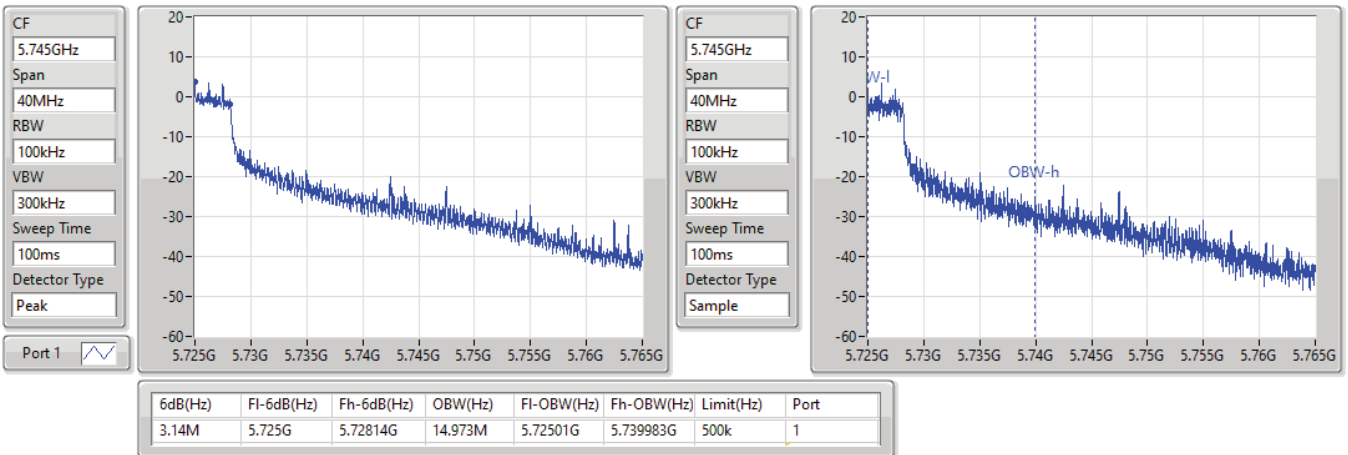 CF
5.745GHz
Span
40MHz
RBW
100kHz
VBW
300kHz
Sweep Time
100ms
Detector Type
Peak
Port 1
20
10
0
-10
-20
-30
-40
-50
-60
5.725G 5.73G 5.735G 5.74G 5.745G 5.75G 5.755G 5.76G 5.765G
CF
5.745GHz
Span
40MHz
RBW
100kHz
VBW
300kHz
Sweep Time
100ms
Detector Type
Sample
20
10
0
-10
-20
-30
-40
-50
-60
W-l
OBW-h
5.725G 5.73G 5.735G 5.74G 5.745G 5.75G 5.755G 5.76G 5.765G
6dB(Hz) Fl-6dB(Hz) Fh-6dB(Hz) OBW(Hz) Fl-OBW(Hz) Fh-OBW(Hz) Limit(Hz) Port
3.14M 5.725G 5.72814G 14.973M 5.72501G 5.739983G 500k 1